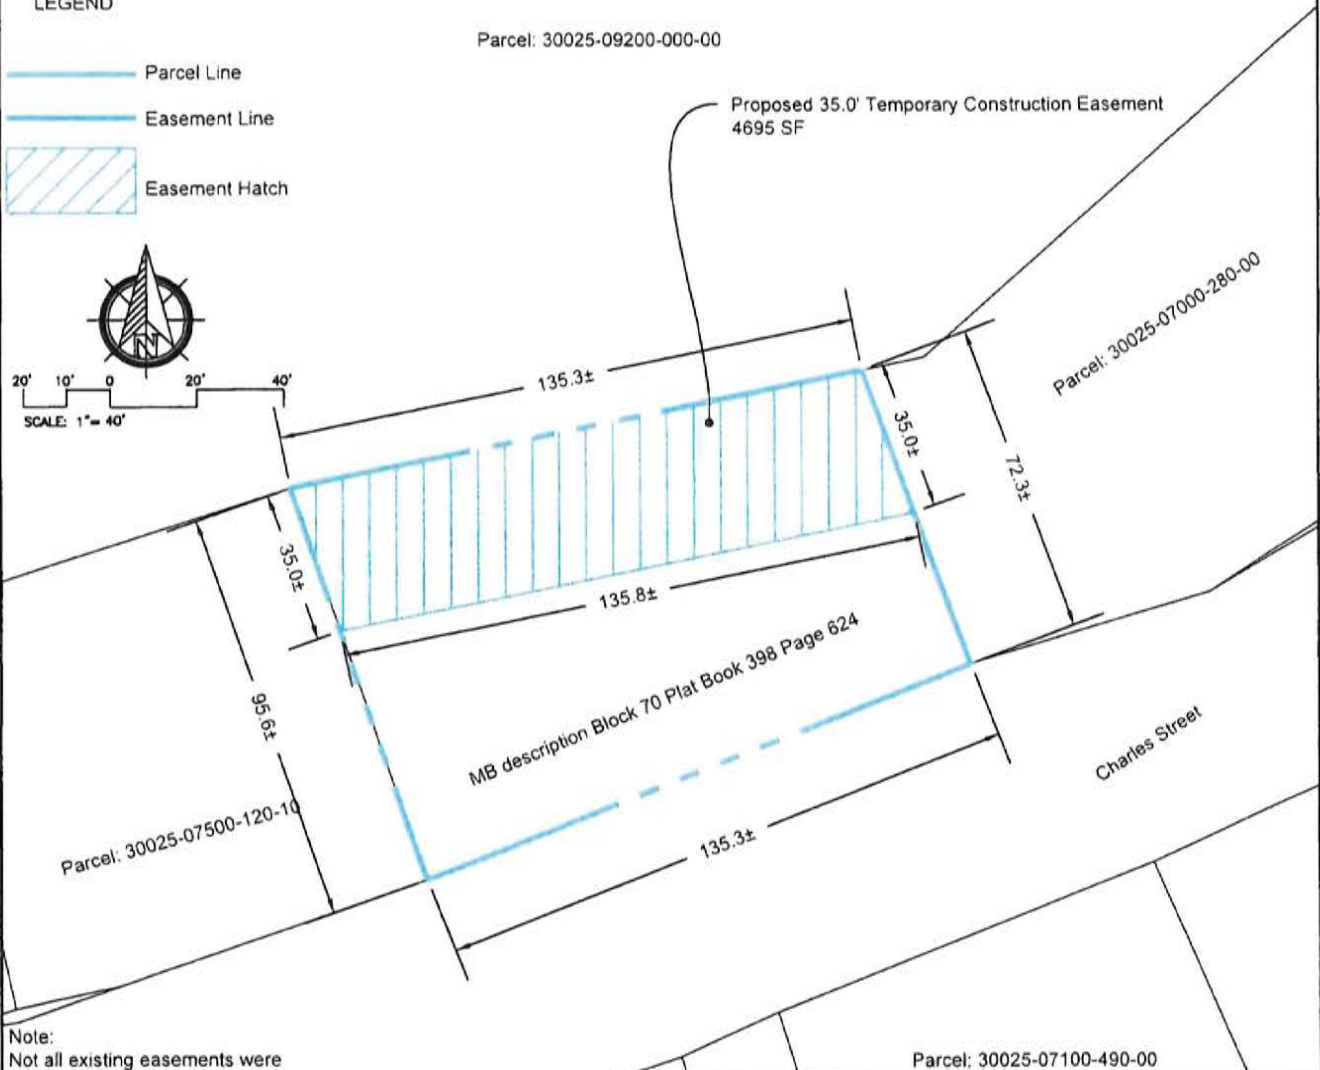 LEGEND
Parcel: 30025-09200-000-00
Parcel Line
Proposed 35.0' Temporary Construction Easement
4695 SF
Easement Line
Easement Hatch
Parcel: 30025-07000-280-00
N
20' 10' 0 20' 40'
SCALE: 1"= 40'
135.3±
35.0±
72.3±
35.0±
135.8±
95.6±
MB description Block 70 Plat Book 398 Page 624
Charles Street
Parcel: 30025-07500-120-10
135.3±
Note:
Not all existing easements were
Parcel: 30025-07100-490-00